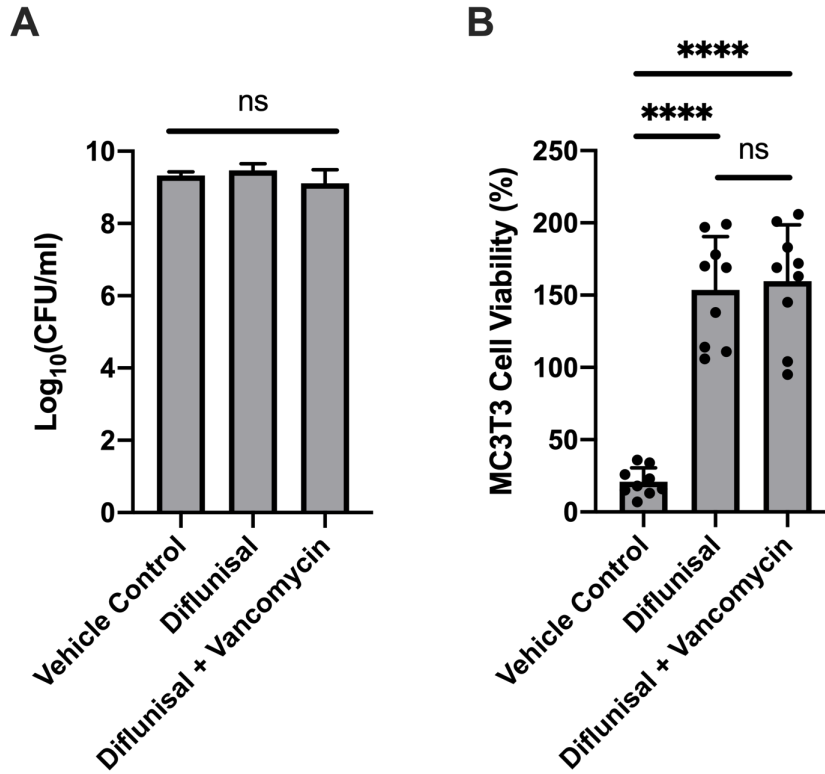 A
ns
10
8
6
4
2
0
Log10(CFU/ml)
Vehicle Control
Diflunisal
Diflunisal + Vancomycin
B
****
****
ns
250
200
150
100
50
0
MC3T3 Cell Viability (%)
Vehicle Control
Diflunisal
Diflunisal + Vancomycin